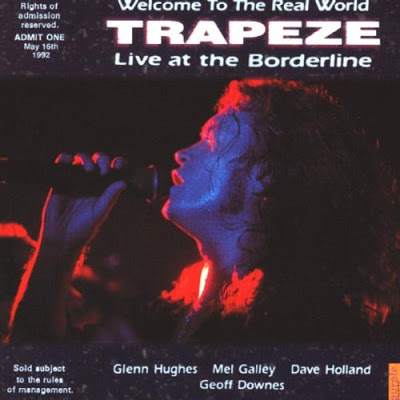 Welcome To The Real World
TRAPEZE
Live at the Borderline
Rights of
admission
reserved.
ADMIT ONE
May 16th
1992
Sold subject
to the rules
of management.
Glenn Hughes Mel Galley Dave Holland
Geoff Downes
purple